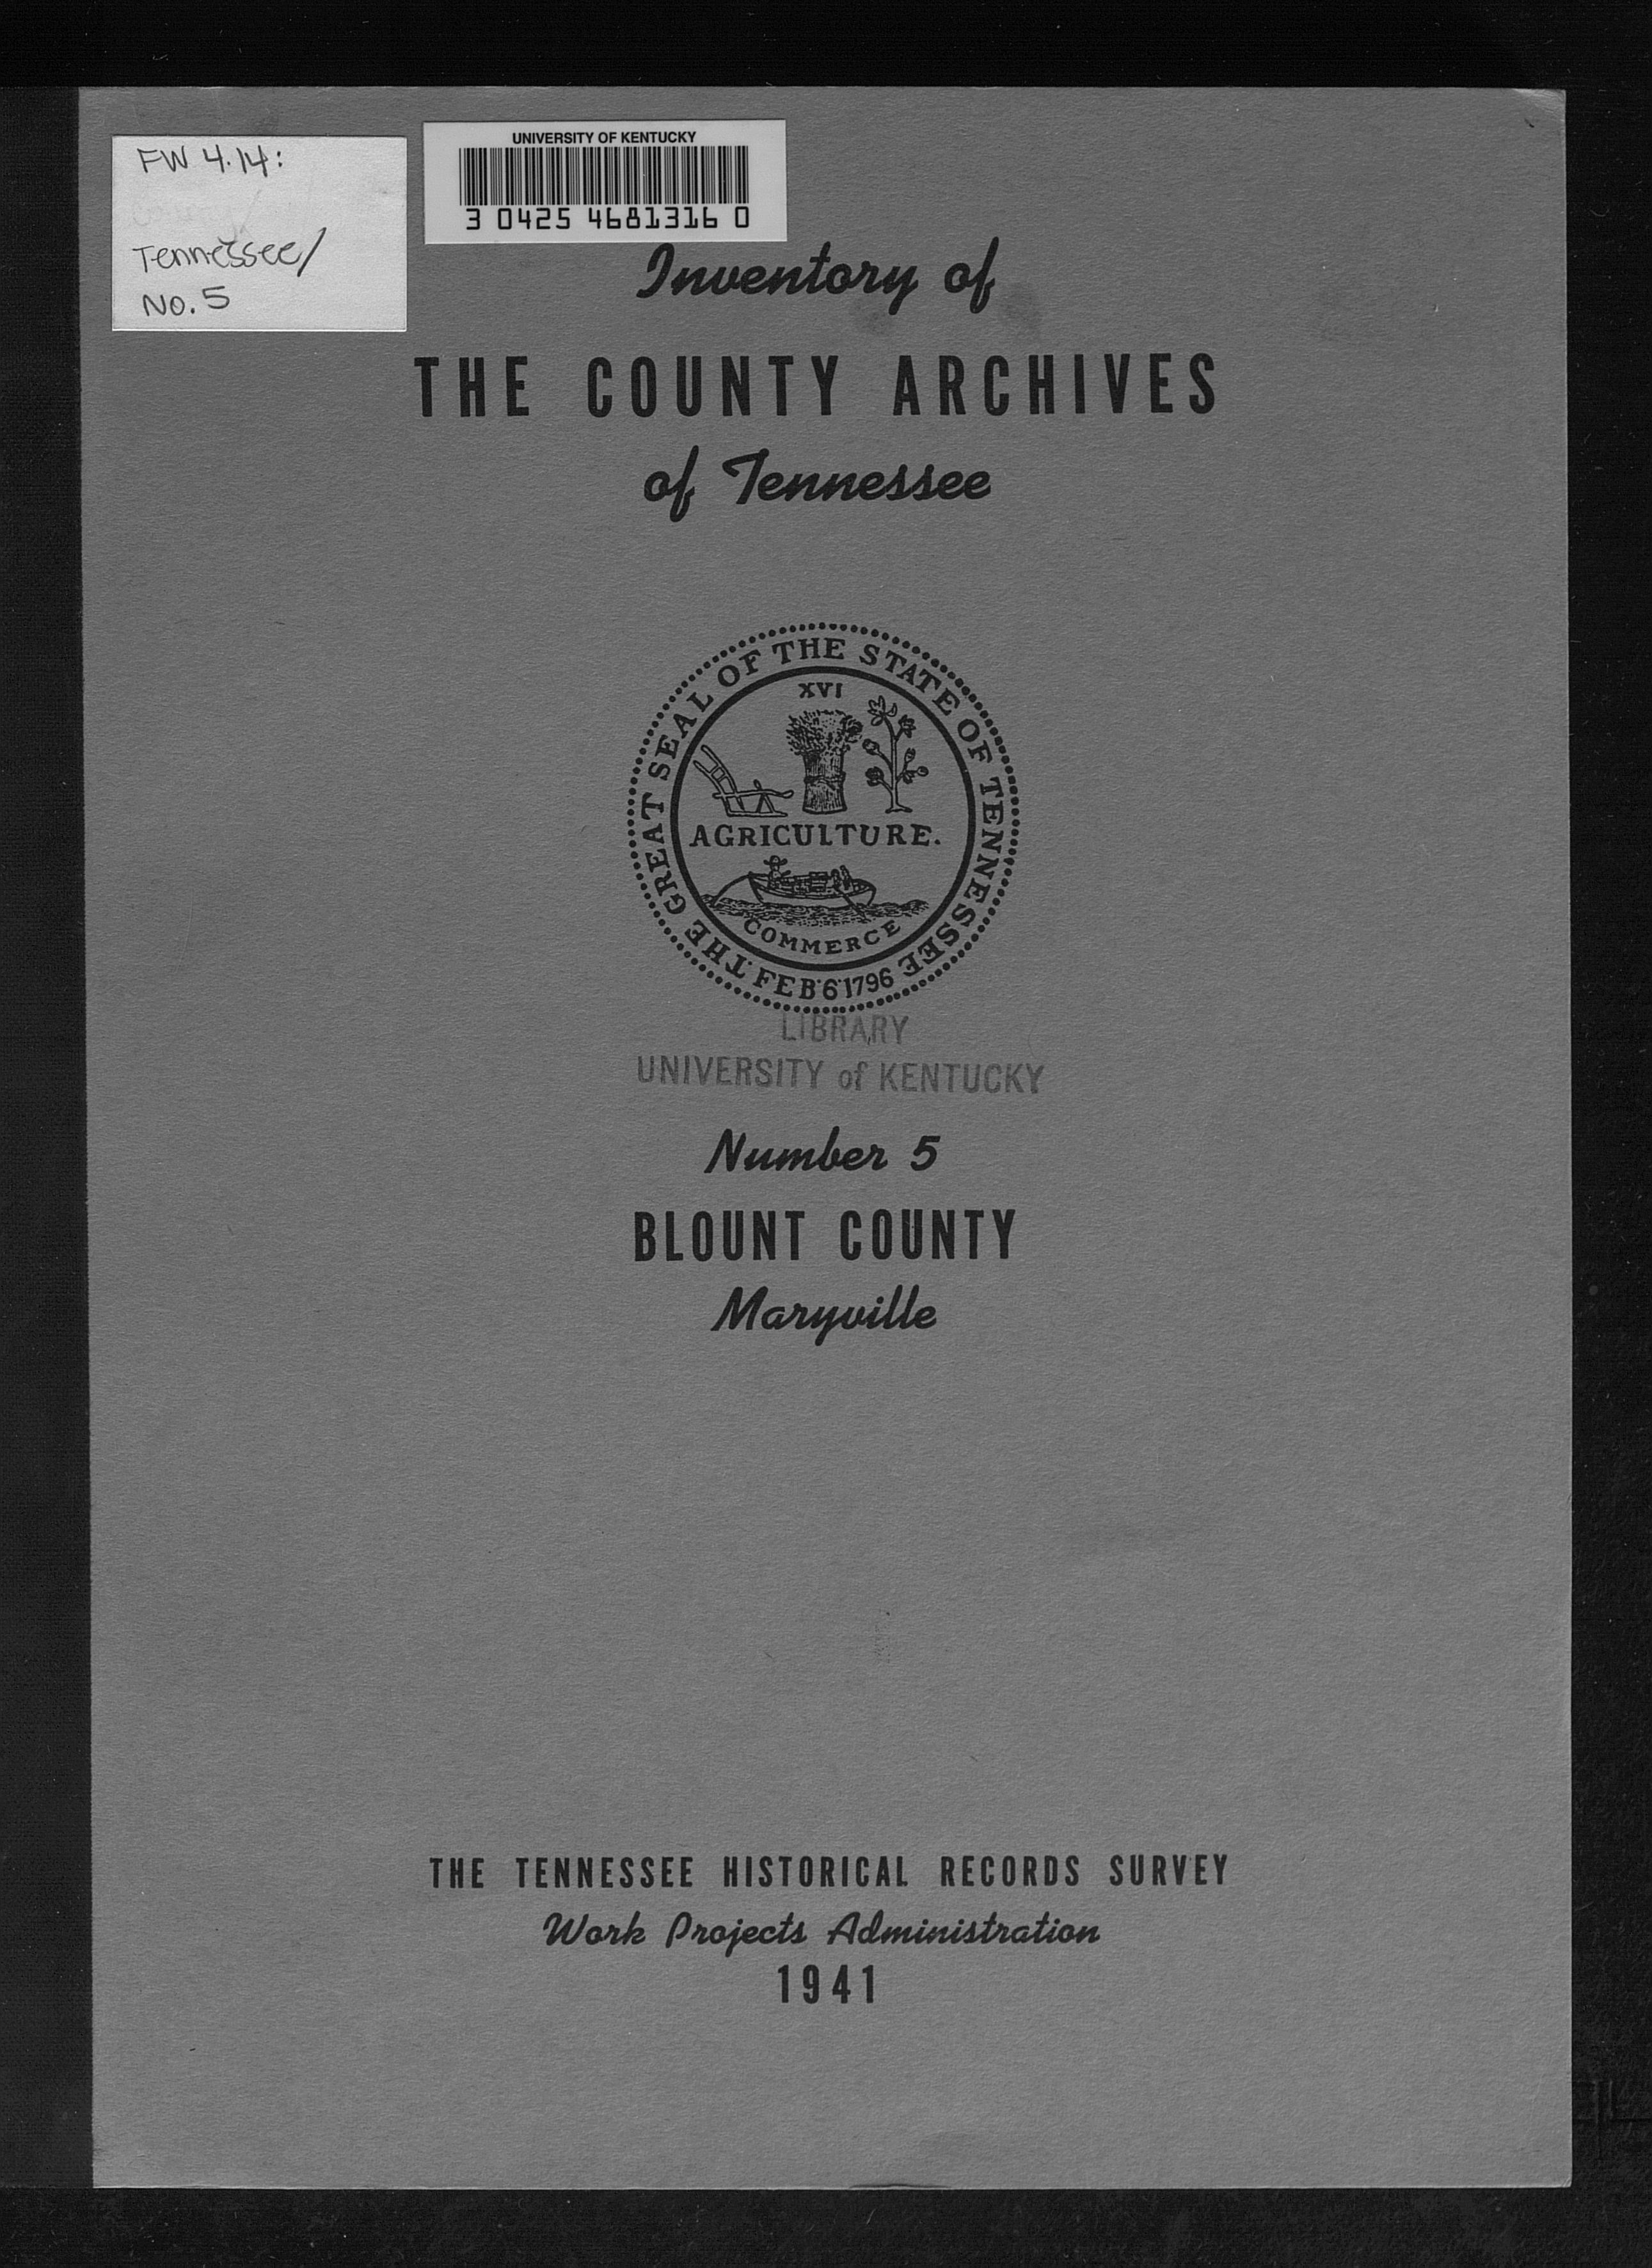 FW 4.14:
Tennessee/
No. 5
UNIVERSITY OF KENTUCKY
3 0425 4681316 0
Inventory of
THE COUNTY ARCHIVES
of Tennessee
THE GREAT SEAL OF THE STATE OF TENNESSEE
XVI
AGRICULTURE.
COMMERCE
FEB. 6. 1796
LIBRARY
UNIVERSITY of KENTUCKY
Number 5
BLOUNT COUNTY
Maryville
THE TENNESSEE HISTORICAL RECORDS SURVEY
Work Projects Administration
1941